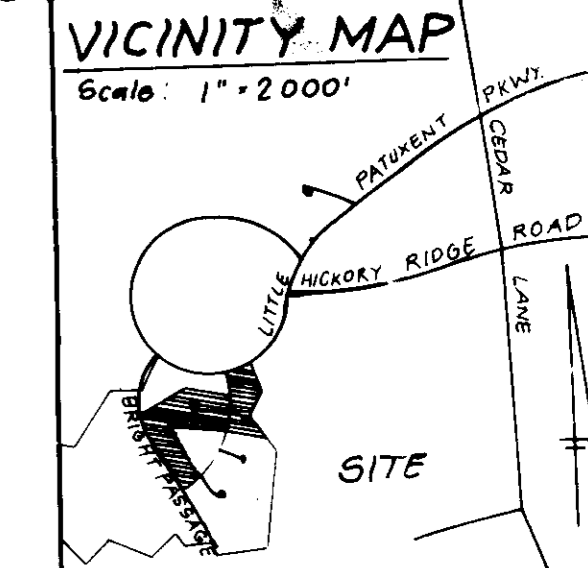 VICINITY MAP
Scale: 1" = 2000'
LITTLE PATUXENT PKWY.
CEDAR LANE
HICKORY RIDGE ROAD
BRIGHT PASSAGE
SITE